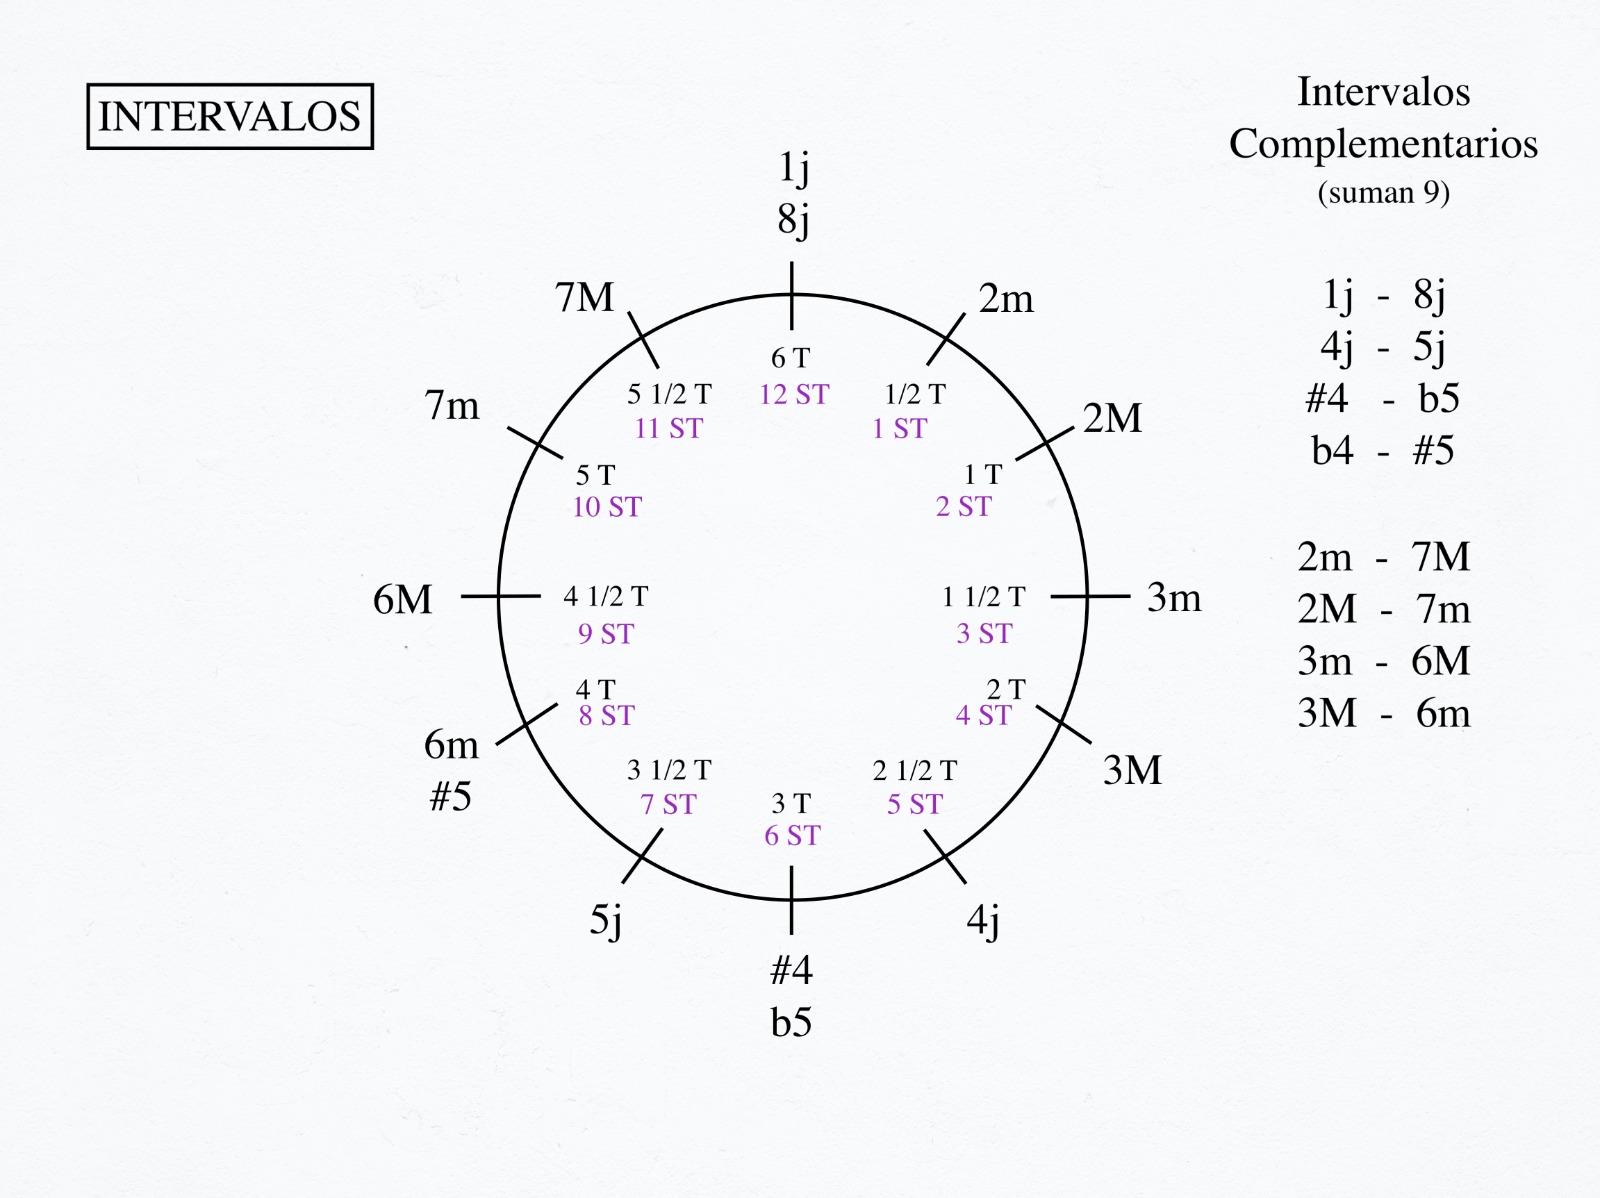 INTERVALOS
1j
8j
7M
2m
6 T
12 ST
5 1/2 T
11 ST
1/2 T
1 ST
7m
2M
5 T
10 ST
1 T
2 ST
6M
4 1/2 T
9 ST
1 1/2 T
3 ST
3m
4 T
8 ST
2 T
4 ST
6m
#5
3M
3 1/2 T
7 ST
3 T
6 ST
2 1/2 T
5 ST
5j
4j
#4
b5
Intervalos
Complementarios
(suman 9)
1j - 8j
4j - 5j
#4 - b5
b4 - #5
2m - 7M
2M - 7m
3m - 6M
3M - 6m